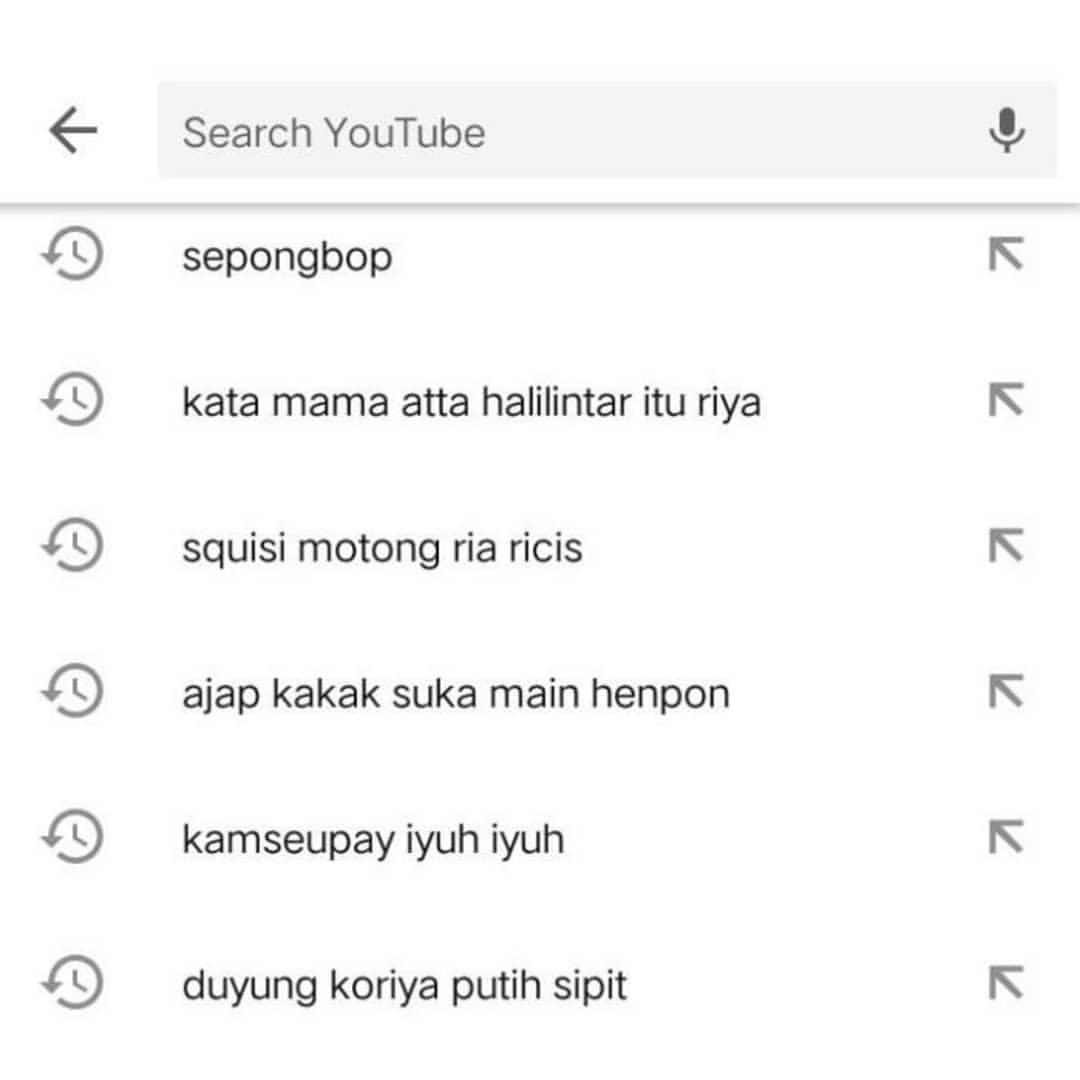 Search YouTube
sepongbop
kata mama atta halilintar itu riya
squisi motong ria ricis
ajap kakak suka main henpon
kamseupay iyuh iyuh
duyung koriya putih sipit